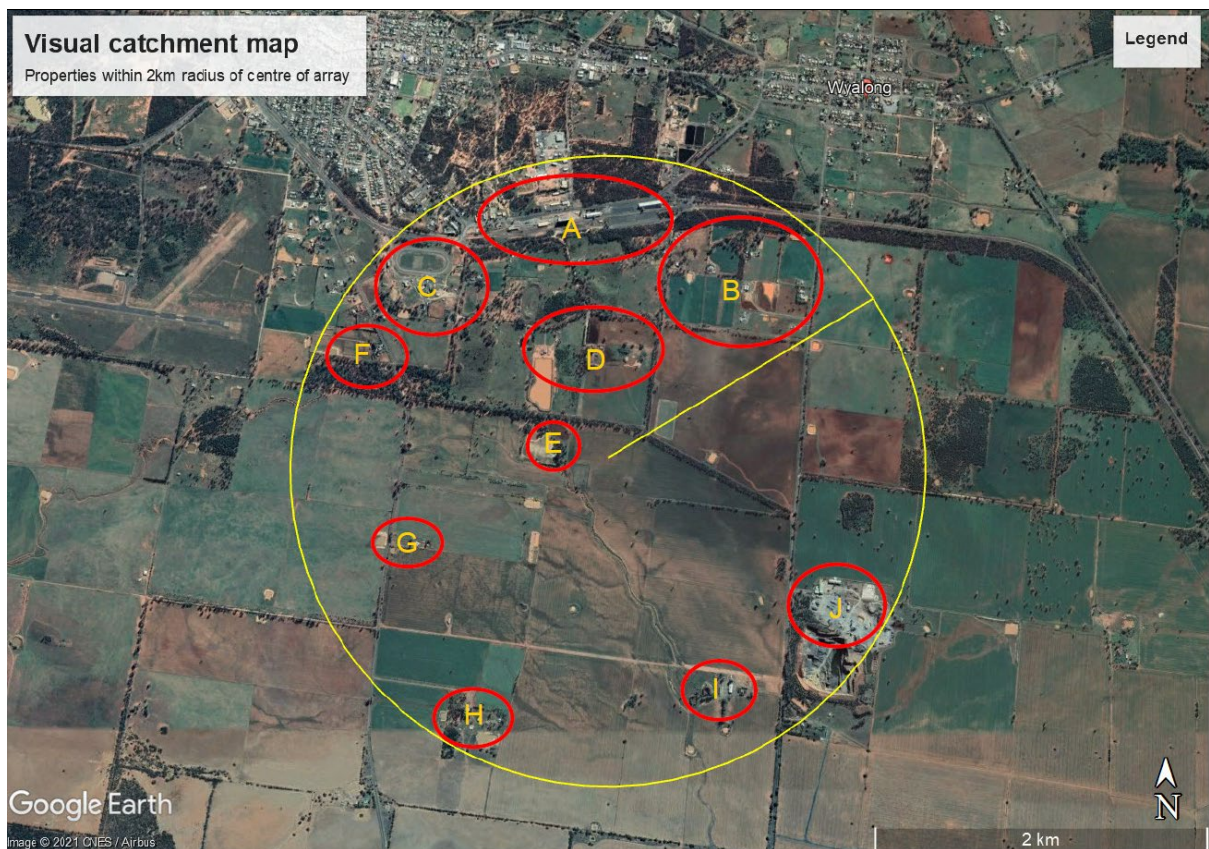 Visual catchment map
Properties within 2km radius of centre of array
Legend
Wyalong
A
B
C
D
F
E
G
J
I
H
Google Earth
N
Image © 2021 CNES / Airbus
2 km